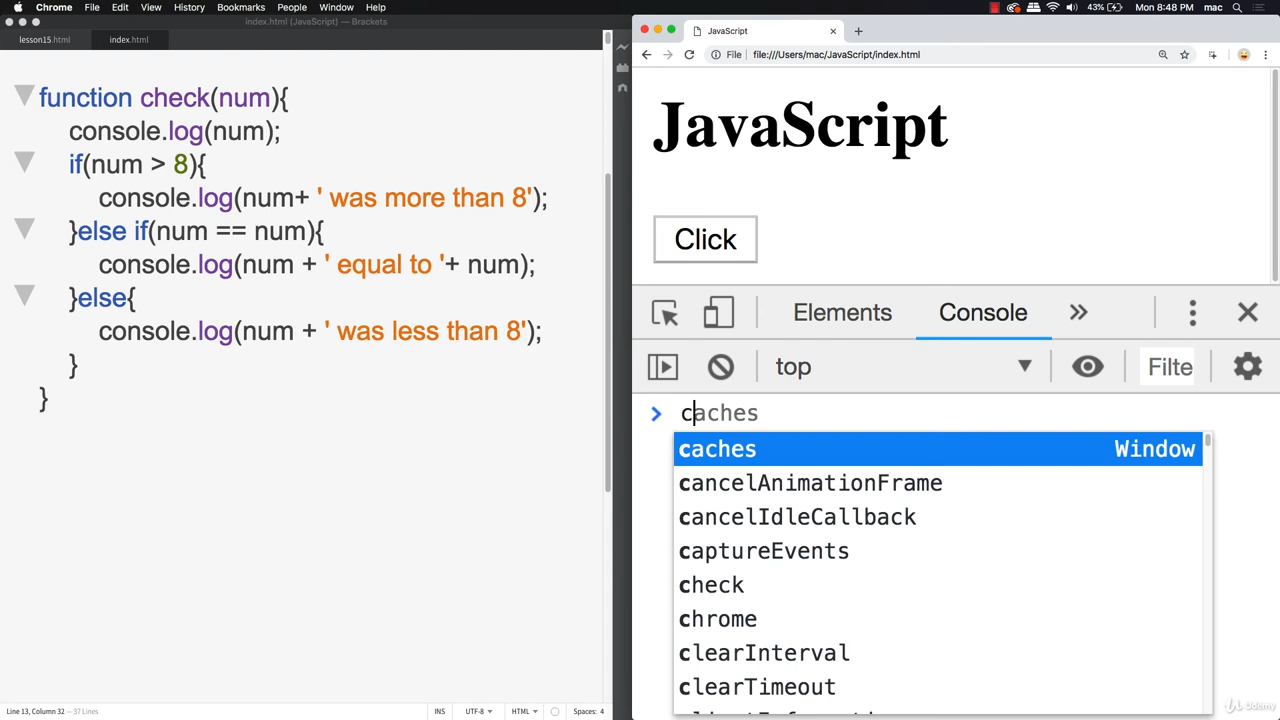 Chrome File Edit View History Bookmarks People Window Help
43% Mon 8:48 PM mac
index.html (JavaScript) — Brackets
lesson15.html index.html
function check(num){
console.log(num);
if(num > 8){
console.log(num+ ' was more than 8');
}else if(num == num){
console.log(num + ' equal to '+ num);
}else{
console.log(num + ' was less than 8');
}
}
Line 13, Column 32 — 37 Lines
INS UTF-8 HTML Spaces: 4
JavaScript
File file:///Users/mac/JavaScript/index.html
JavaScript
Click
Elements Console
top Filte
caches
caches Window
cancelAnimationFrame
cancelIdleCallback
captureEvents
check
chrome
clearInterval
clearTimeout
Udemy